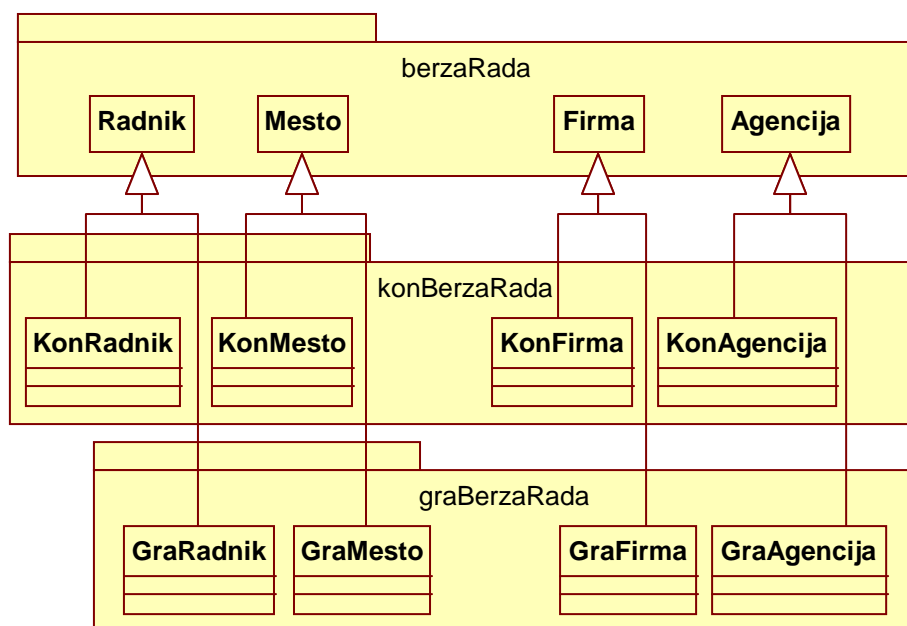 berzaRada
Radnik Mesto Firma Agencija
konBerzaRada
KonRadnik KonMesto KonFirma KonAgencija
graBerzaRada
GraRadnik GraMesto GraFirma GraAgencija